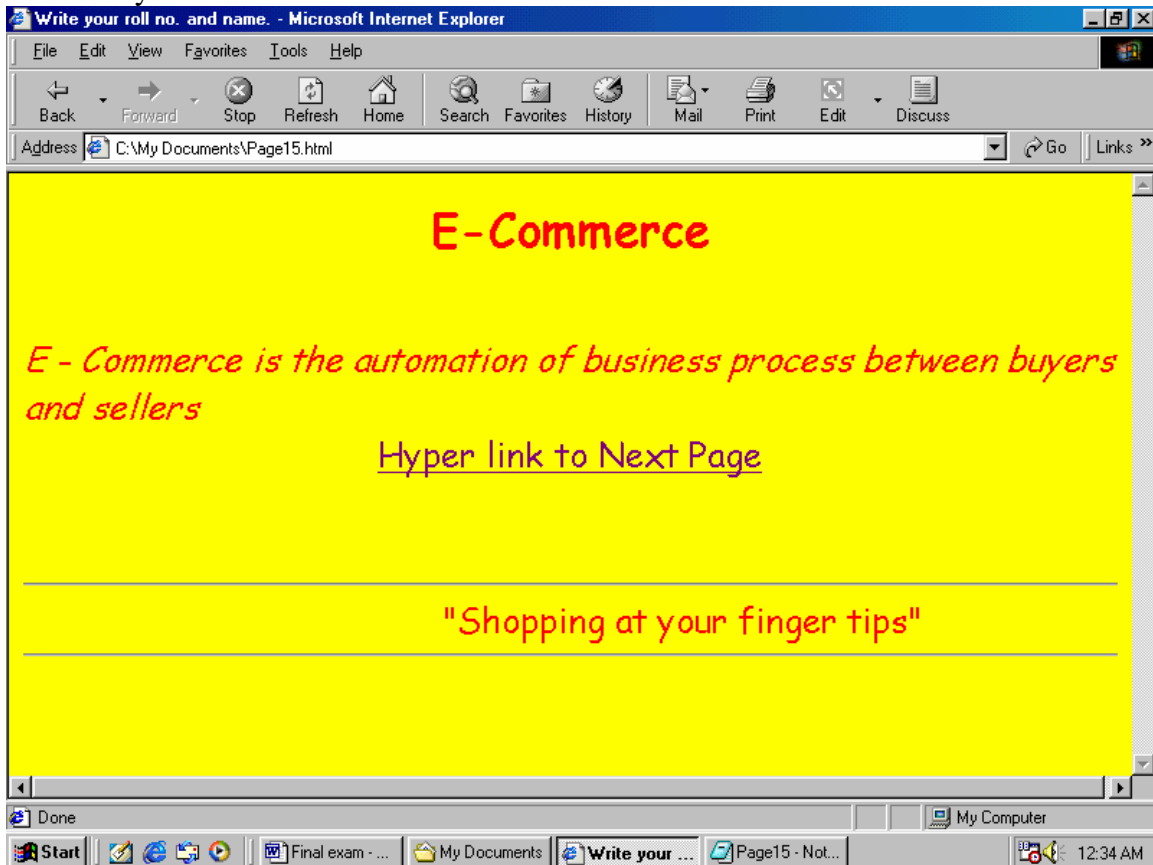 Write your roll no. and name. - Microsoft Internet Explorer
File Edit View Favorites Tools Help
Back Forward Stop Refresh Home Search Favorites History Mail Print Edit Discuss
Address C:\My Documents\Page15.html Go Links »
E-Commerce
E - Commerce is the automation of business process between buyers
and sellers
Hyper link to Next Page
"Shopping at your finger tips"
Done My Computer
Start Final exam - ... My Documents Write your ... Page15 - Not... 12:34 AM